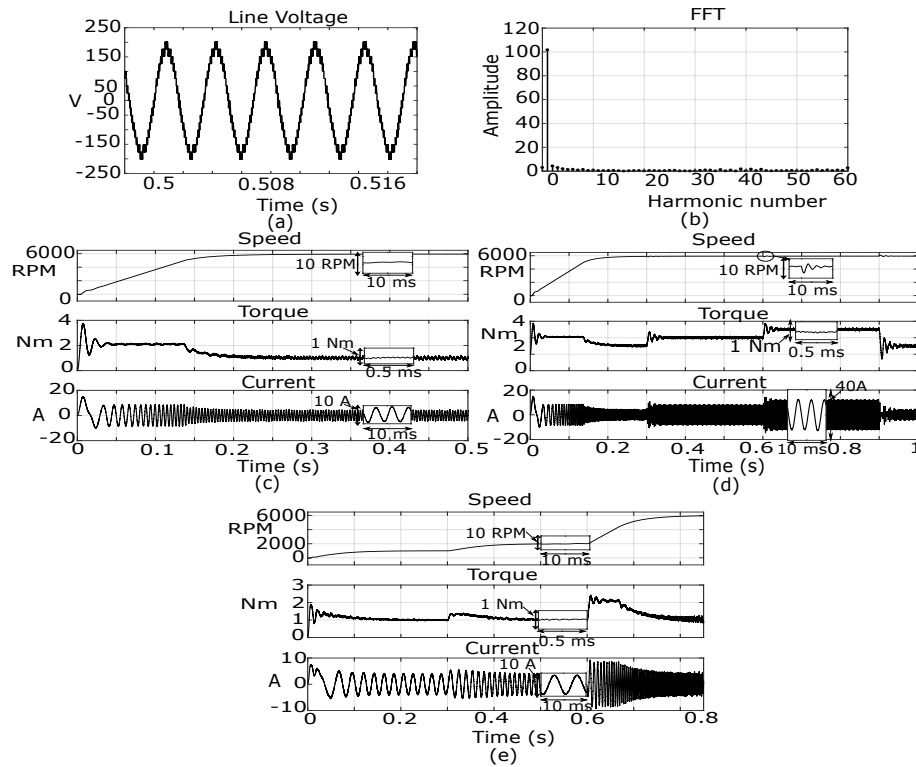 Line Voltage
250
150
50
0
-50
-150
-250
V
0.5
0.508
0.516
Time (s)
(a)
FFT
120
100
80
60
40
20
0
Amplitude
0
10
20
30
40
50
60
Harmonic number
(b)
Speed
6000
RPM
0
10 RPM
10 ms
Torque
4
Nm
2
0
1 Nm
0.5 ms
Current
20
A 0
-20
10 A
10 ms
0
0.1
0.2
0.3
0.4
0.5
Time (s)
(c)
Speed
6000
RPM
0
10 RPM
10 ms
Torque
4
Nm
2
0
1 Nm
0.5 ms
Current
20
A 0
-20
40A
10 ms
0
0.2
0.4
0.6
0.8
Time (s)
(d)
Speed
6000
RPM
2000
0
10 RPM
10 ms
Torque
3
2
Nm
1
0
1 Nm
0.5 ms
Current
10
A 0
-10
10 A
10 ms
0
0.2
0.4
0.6
0.8
Time (s)
(e)